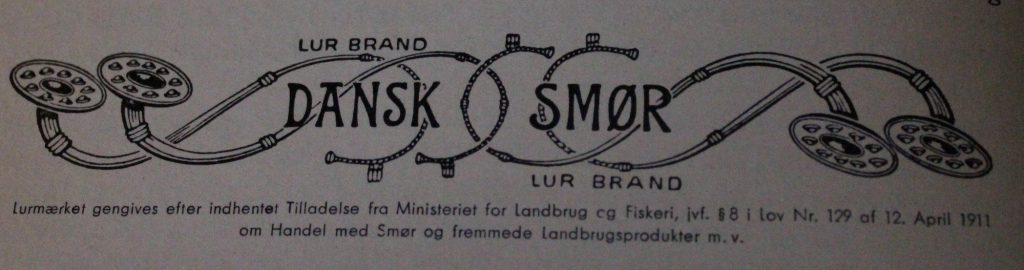 LUR BRAND
DANSK SMØR
LUR BRAND
Lurmærket gengives efter indhentet Tilladelse fra Ministeriet for Landbrug cg Fiskeri, jvf. §8 i Lov Nr. 129 af 12. April 1911
om Handel med Smør og fremmede Landbrugsprodukter m. v.